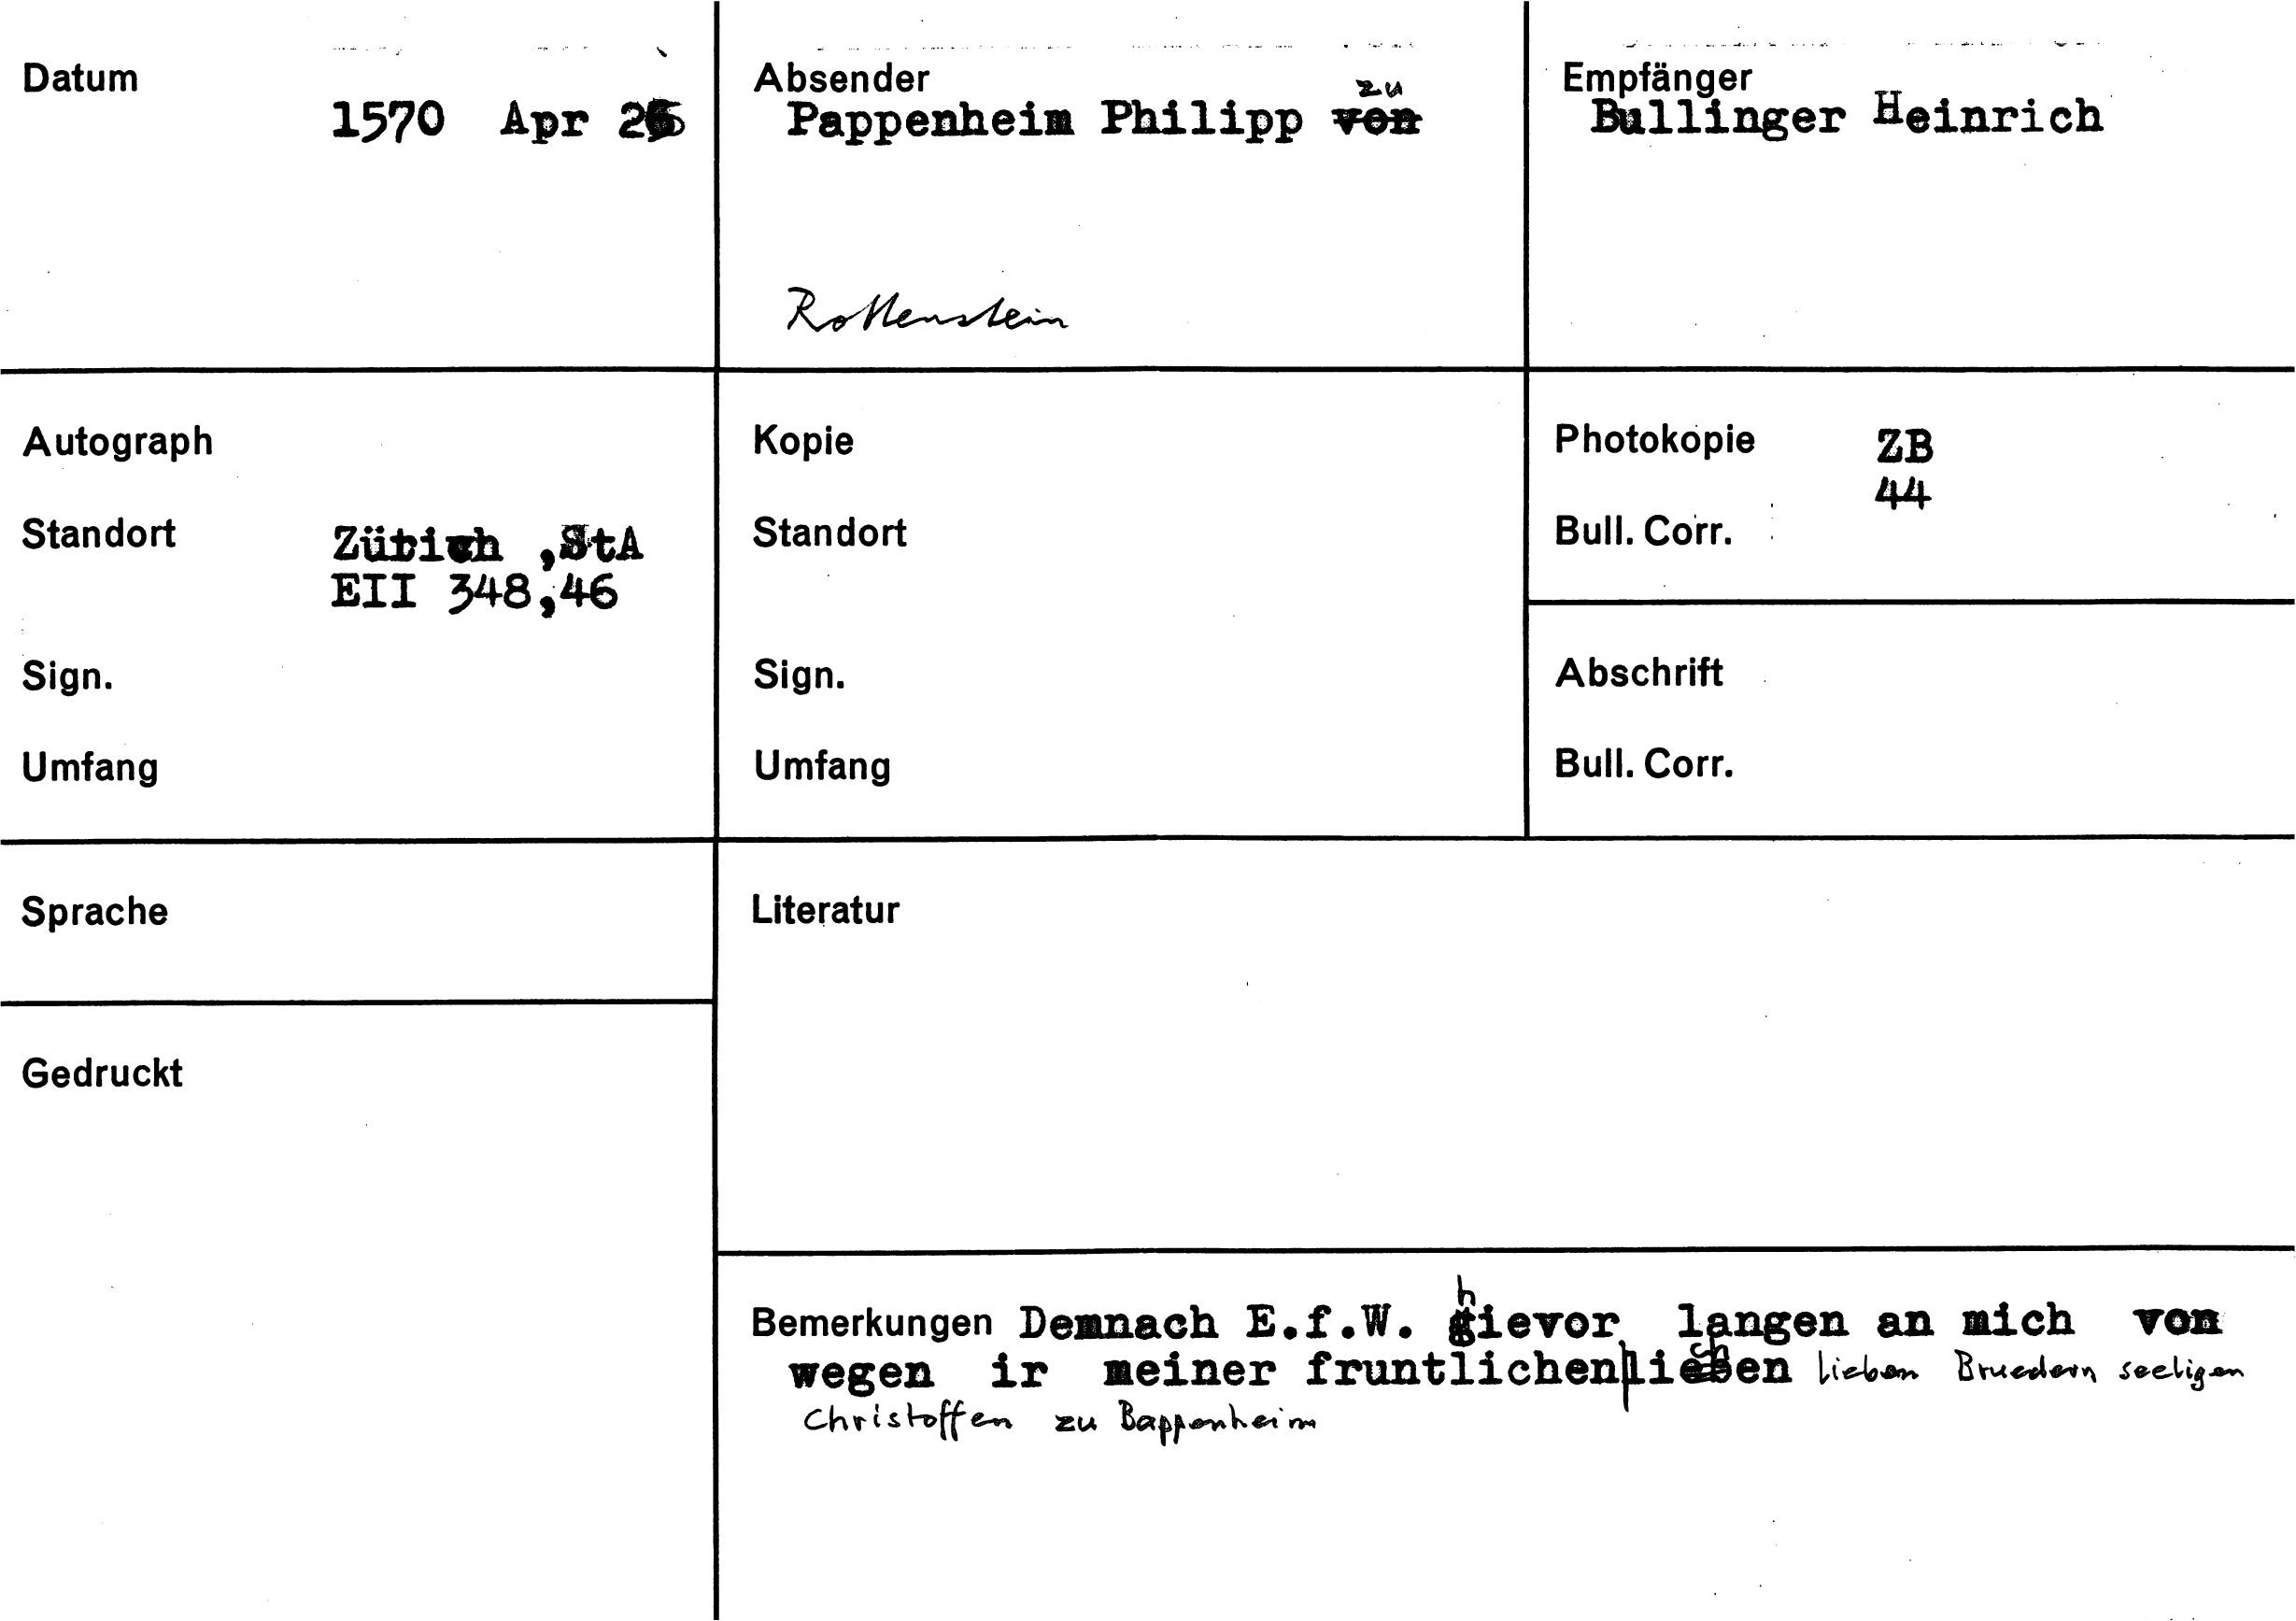 Datum
1570 Apr 26
Absender
zu
Pappenheim Philipp von
Rottenstein
Empfänger
Bullinger Heinrich
Autograph
Standort
Zürich ,StA
EII 348,46
Sign.
Umfang
Kopie
Standort
Sign.
Umfang
Photokopie ZB
44
Bull. Corr.
Abschrift
Bull. Corr.
Sprache
Literatur
Gedruckt
Bemerkungen Demnach E.f.W. hievor langen an mich von
wegen ir meiner fruntlichen lieben Bruedern seeligen
Christoffen zu Bappenheim